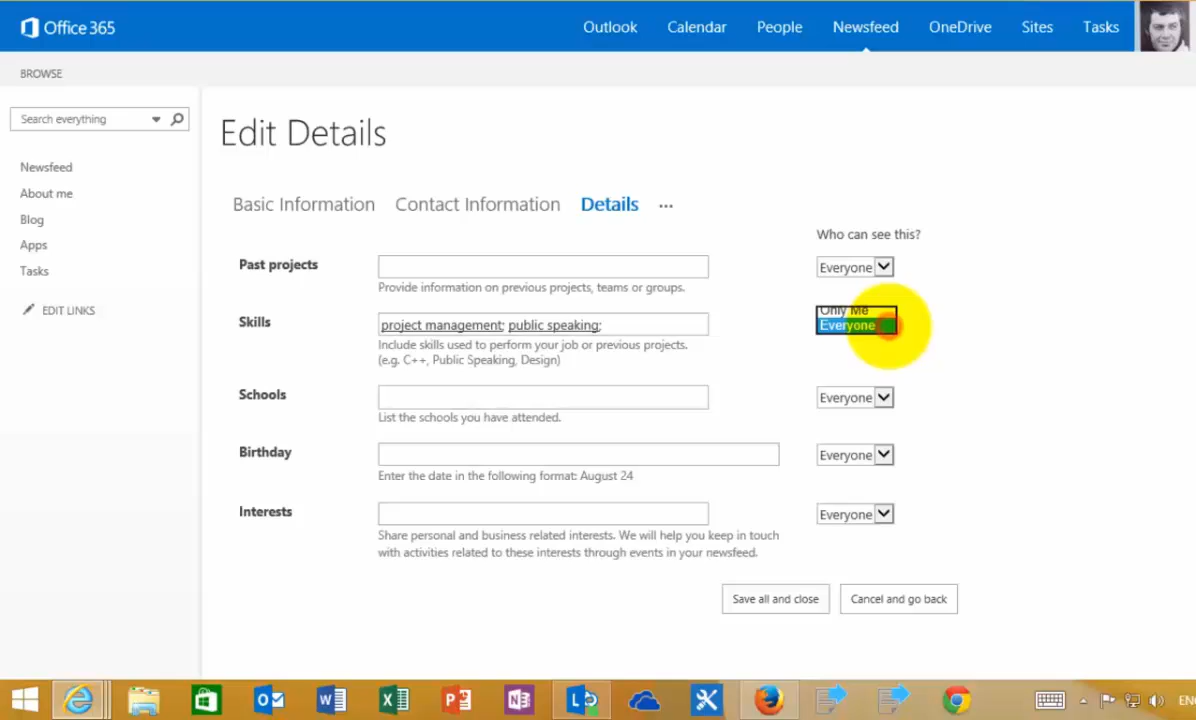 Office 365
Outlook
Calendar
People
Newsfeed
OneDrive
Sites
Tasks
BROWSE
Search everything
Newsfeed
About me
Blog
Apps
Tasks
EDIT LINKS
Edit Details
Basic Information
Contact Information
Details
...
Who can see this?
Past projects
Everyone
Provide information on previous projects, teams or groups.
Skills
project management; public speaking;
Only Me
Everyone
Include skills used to perform your job or previous projects.
(e.g. C++, Public Speaking, Design)
Schools
Everyone
List the schools you have attended.
Birthday
Everyone
Enter the date in the following format: August 24
Interests
Everyone
Share personal and business related interests. We will help you keep in touch
with activities related to these interests through events in your newsfeed.
Save all and close
Cancel and go back